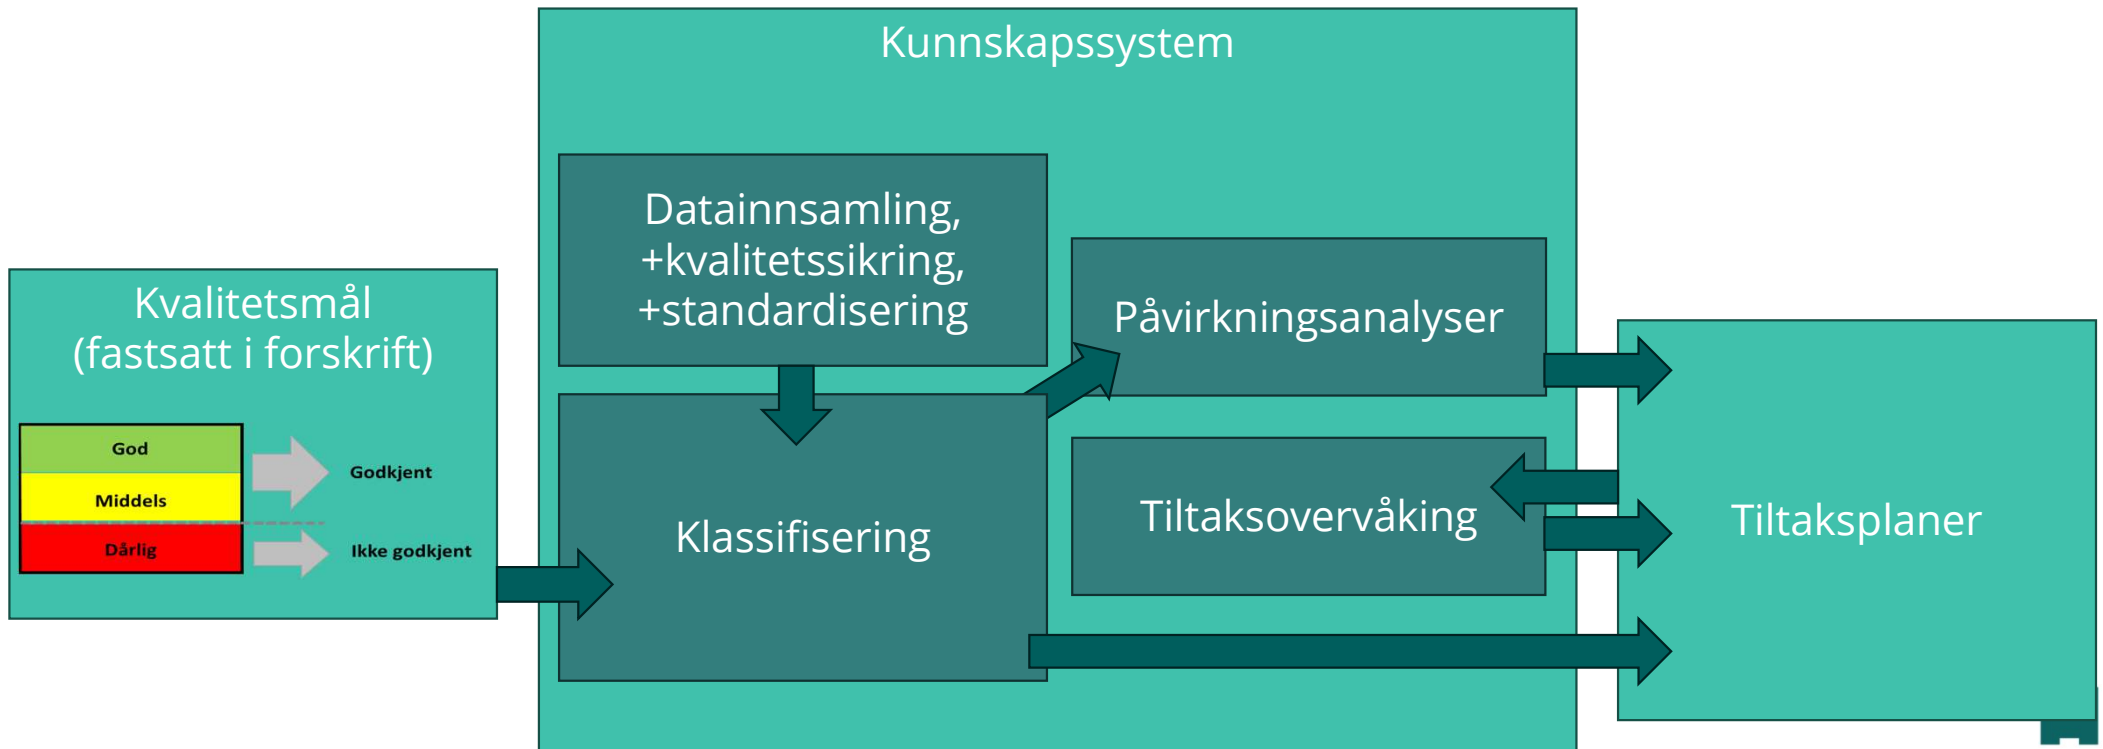 Kunnskapssystem
Datainnsamling,
+kvalitetssikring,
+standardisering
Kvalitetsmål
(fastsatt i forskrift)
God
Middels
Dårlig
Godkjent
Ikke godkjent
Klassifisering
Påvirkningsanalyser
Tiltaksovervåking
Tiltaksplaner